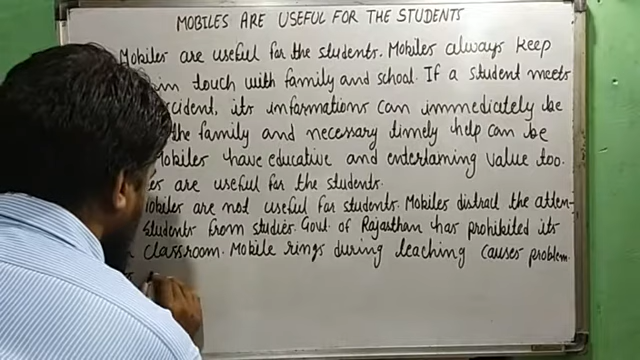 MOBILES ARE USEFUL FOR THE STUDENTS
Mobiles are useful for the students. Mobiles always keep
in touch with family and school. If a student meets
accident, its informations can immediately be
the family and necessary timely help can be
Mobiles have educative and entertaining value too.
are useful for the students.
Mobiles are not useful for students. Mobiles distract the atten-
students from studies. Govt. of Rajasthan has prohibited its
classroom. Mobile rings during teaching causes problem.